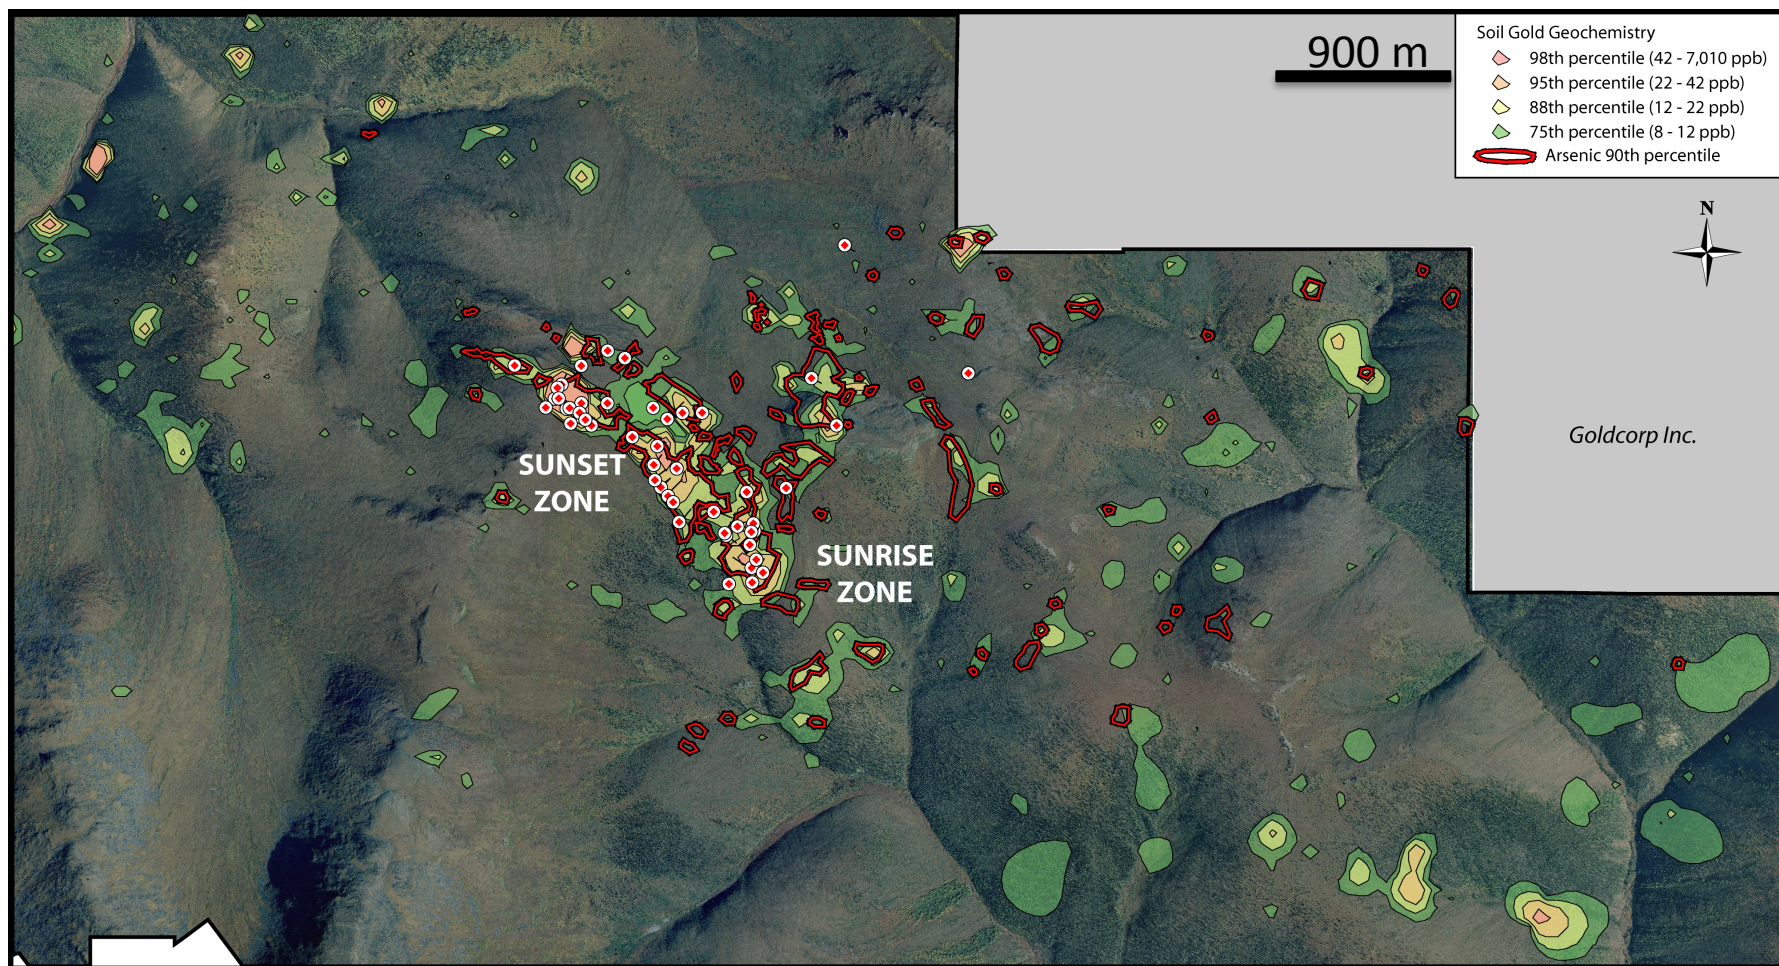 900 m
Soil Gold Geochemistry
98th percentile (42 - 7,010 ppb)
95th percentile (22 - 42 ppb)
88th percentile (12 - 22 ppb)
75th percentile (8 - 12 ppb)
Arsenic 90th percentile
N
Goldcorp Inc.
SUNSET
ZONE
SUNRISE
ZONE